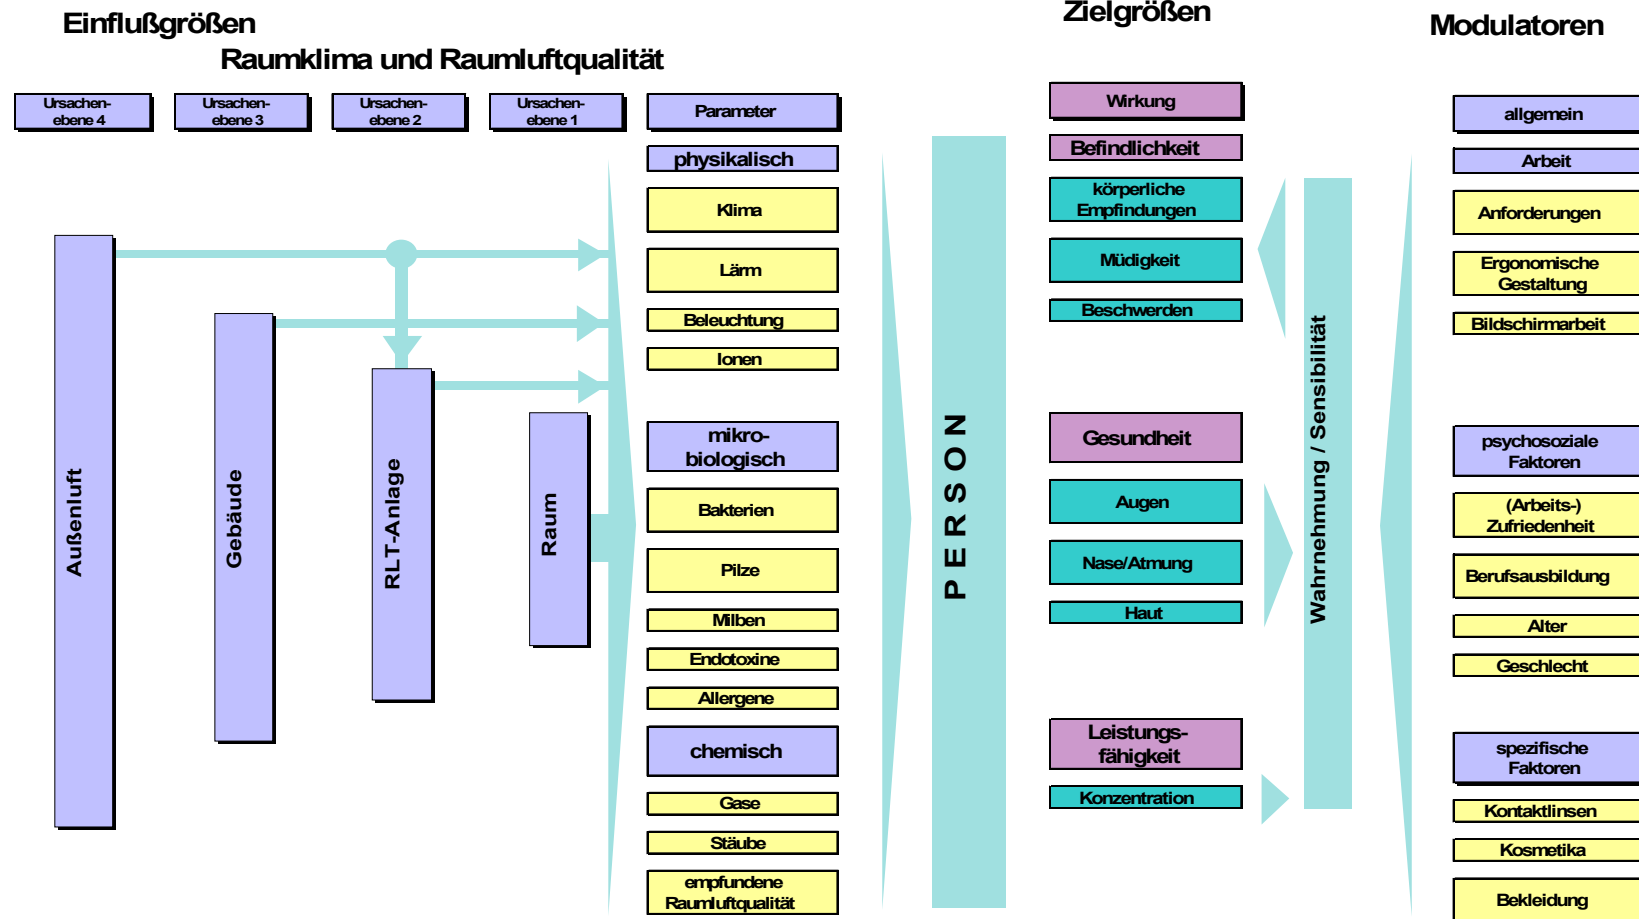 Einflußgrößen
Raumklima und Raumluftqualität
Zielgrößen
Modulatoren
Ursachen-
ebene 4
Ursachen-
ebene 3
Ursachen-
ebene 2
Ursachen-
ebene 1
Außenluft
Gebäude
RLT-Anlage
Raum
Parameter
physikalisch
Klima
Lärm
Beleuchtung
Ionen
mikro-
biologisch
Bakterien
Pilze
Milben
Endotoxine
Allergene
chemisch
Gase
Stäube
empfundene
Raumluftqualität
PERSON
Wirkung
Befindlichkeit
körperliche
Empfindungen
Müdigkeit
Beschwerden
Gesundheit
Augen
Nase/Atmung
Haut
Leistungs-
fähigkeit
Konzentration
Wahrnehmung / Sensibilität
allgemein
Arbeit
Anforderungen
Ergonomische
Gestaltung
Bildschirmarbeit
psychosoziale
Faktoren
(Arbeits-)
Zufriedenheit
Berufsausbildung
Alter
Geschlecht
spezifische
Faktoren
Kontaktlinsen
Kosmetika
Bekleidung